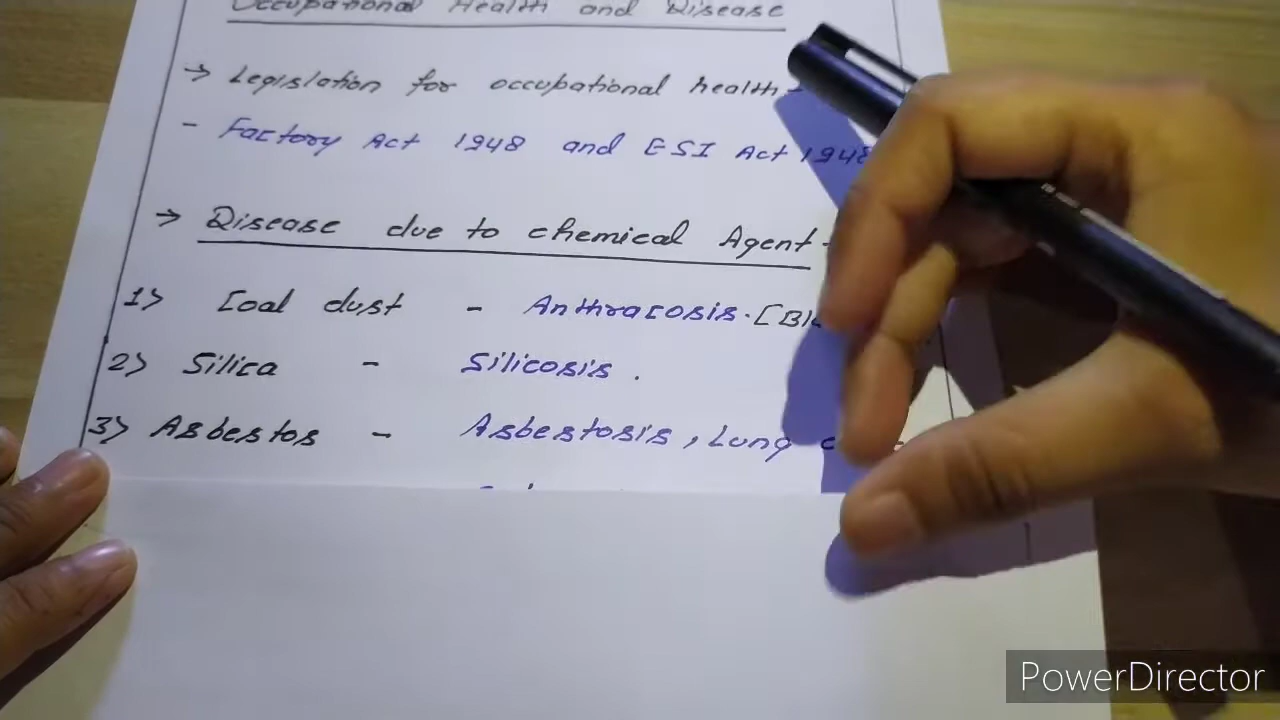 Occupational Health and Disease
→ Legislation for occupational health -
- Factory Act 1948 and ESI Act 1948
→ Disease due to chemical Agent -
1) Coal dust - Anthracosis. [Bl
2) Silica - Silicosis.
3) Asbestos - Asbestosis, Lung c
PowerDirector